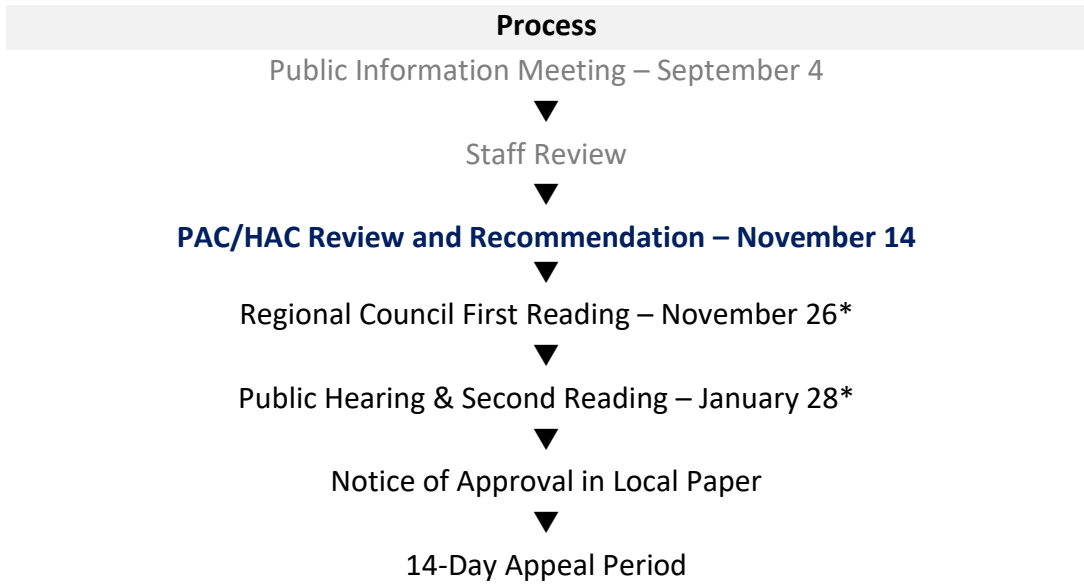 Process
Public Information Meeting – September 4
Staff Review
PAC/HAC Review and Recommendation – November 14
Regional Council First Reading – November 26*
Public Hearing & Second Reading – January 28*
Notice of Approval in Local Paper
14-Day Appeal Period